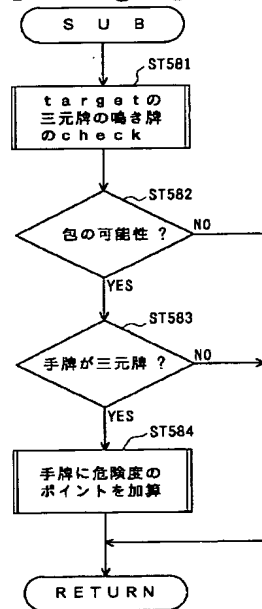 SUB
ST581
targetの
三元牌の鳴き牌
のcheck
ST582
包の可能性?
NO
YES
ST583
手牌が三元牌?
NO
YES
ST584
手牌に危険度の
ポイントを加算
RETURN